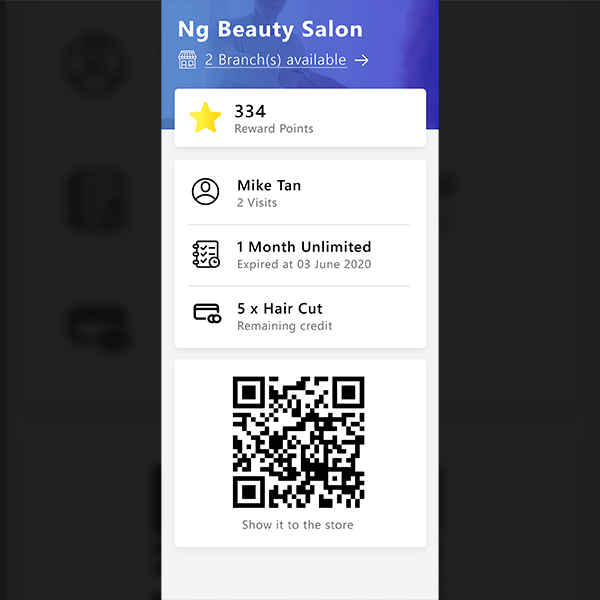 Ng Beauty Salon
2 Branch(s) available
334
Reward Points
Mike Tan
2 Visits
1 Month Unlimited
Expired at 03 June 2020
5 x Hair Cut
Remaining credit
Show it to the store